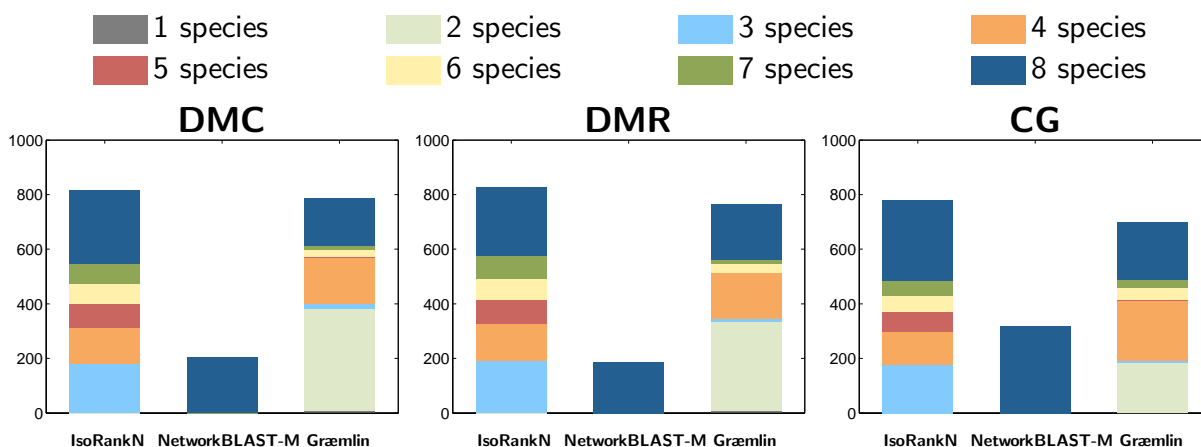 1 species 2 species 3 species 4 species
5 species 6 species 7 species 8 species
DMC DMR CG
1000 1000 1000
800 800 800
600 600 600
400 400 400
200 200 200
0 0 0
IsoRankN NetworkBLAST-M Græmlin IsoRankN NetworkBLAST-M Græmlin IsoRankN NetworkBLAST-M Græmlin